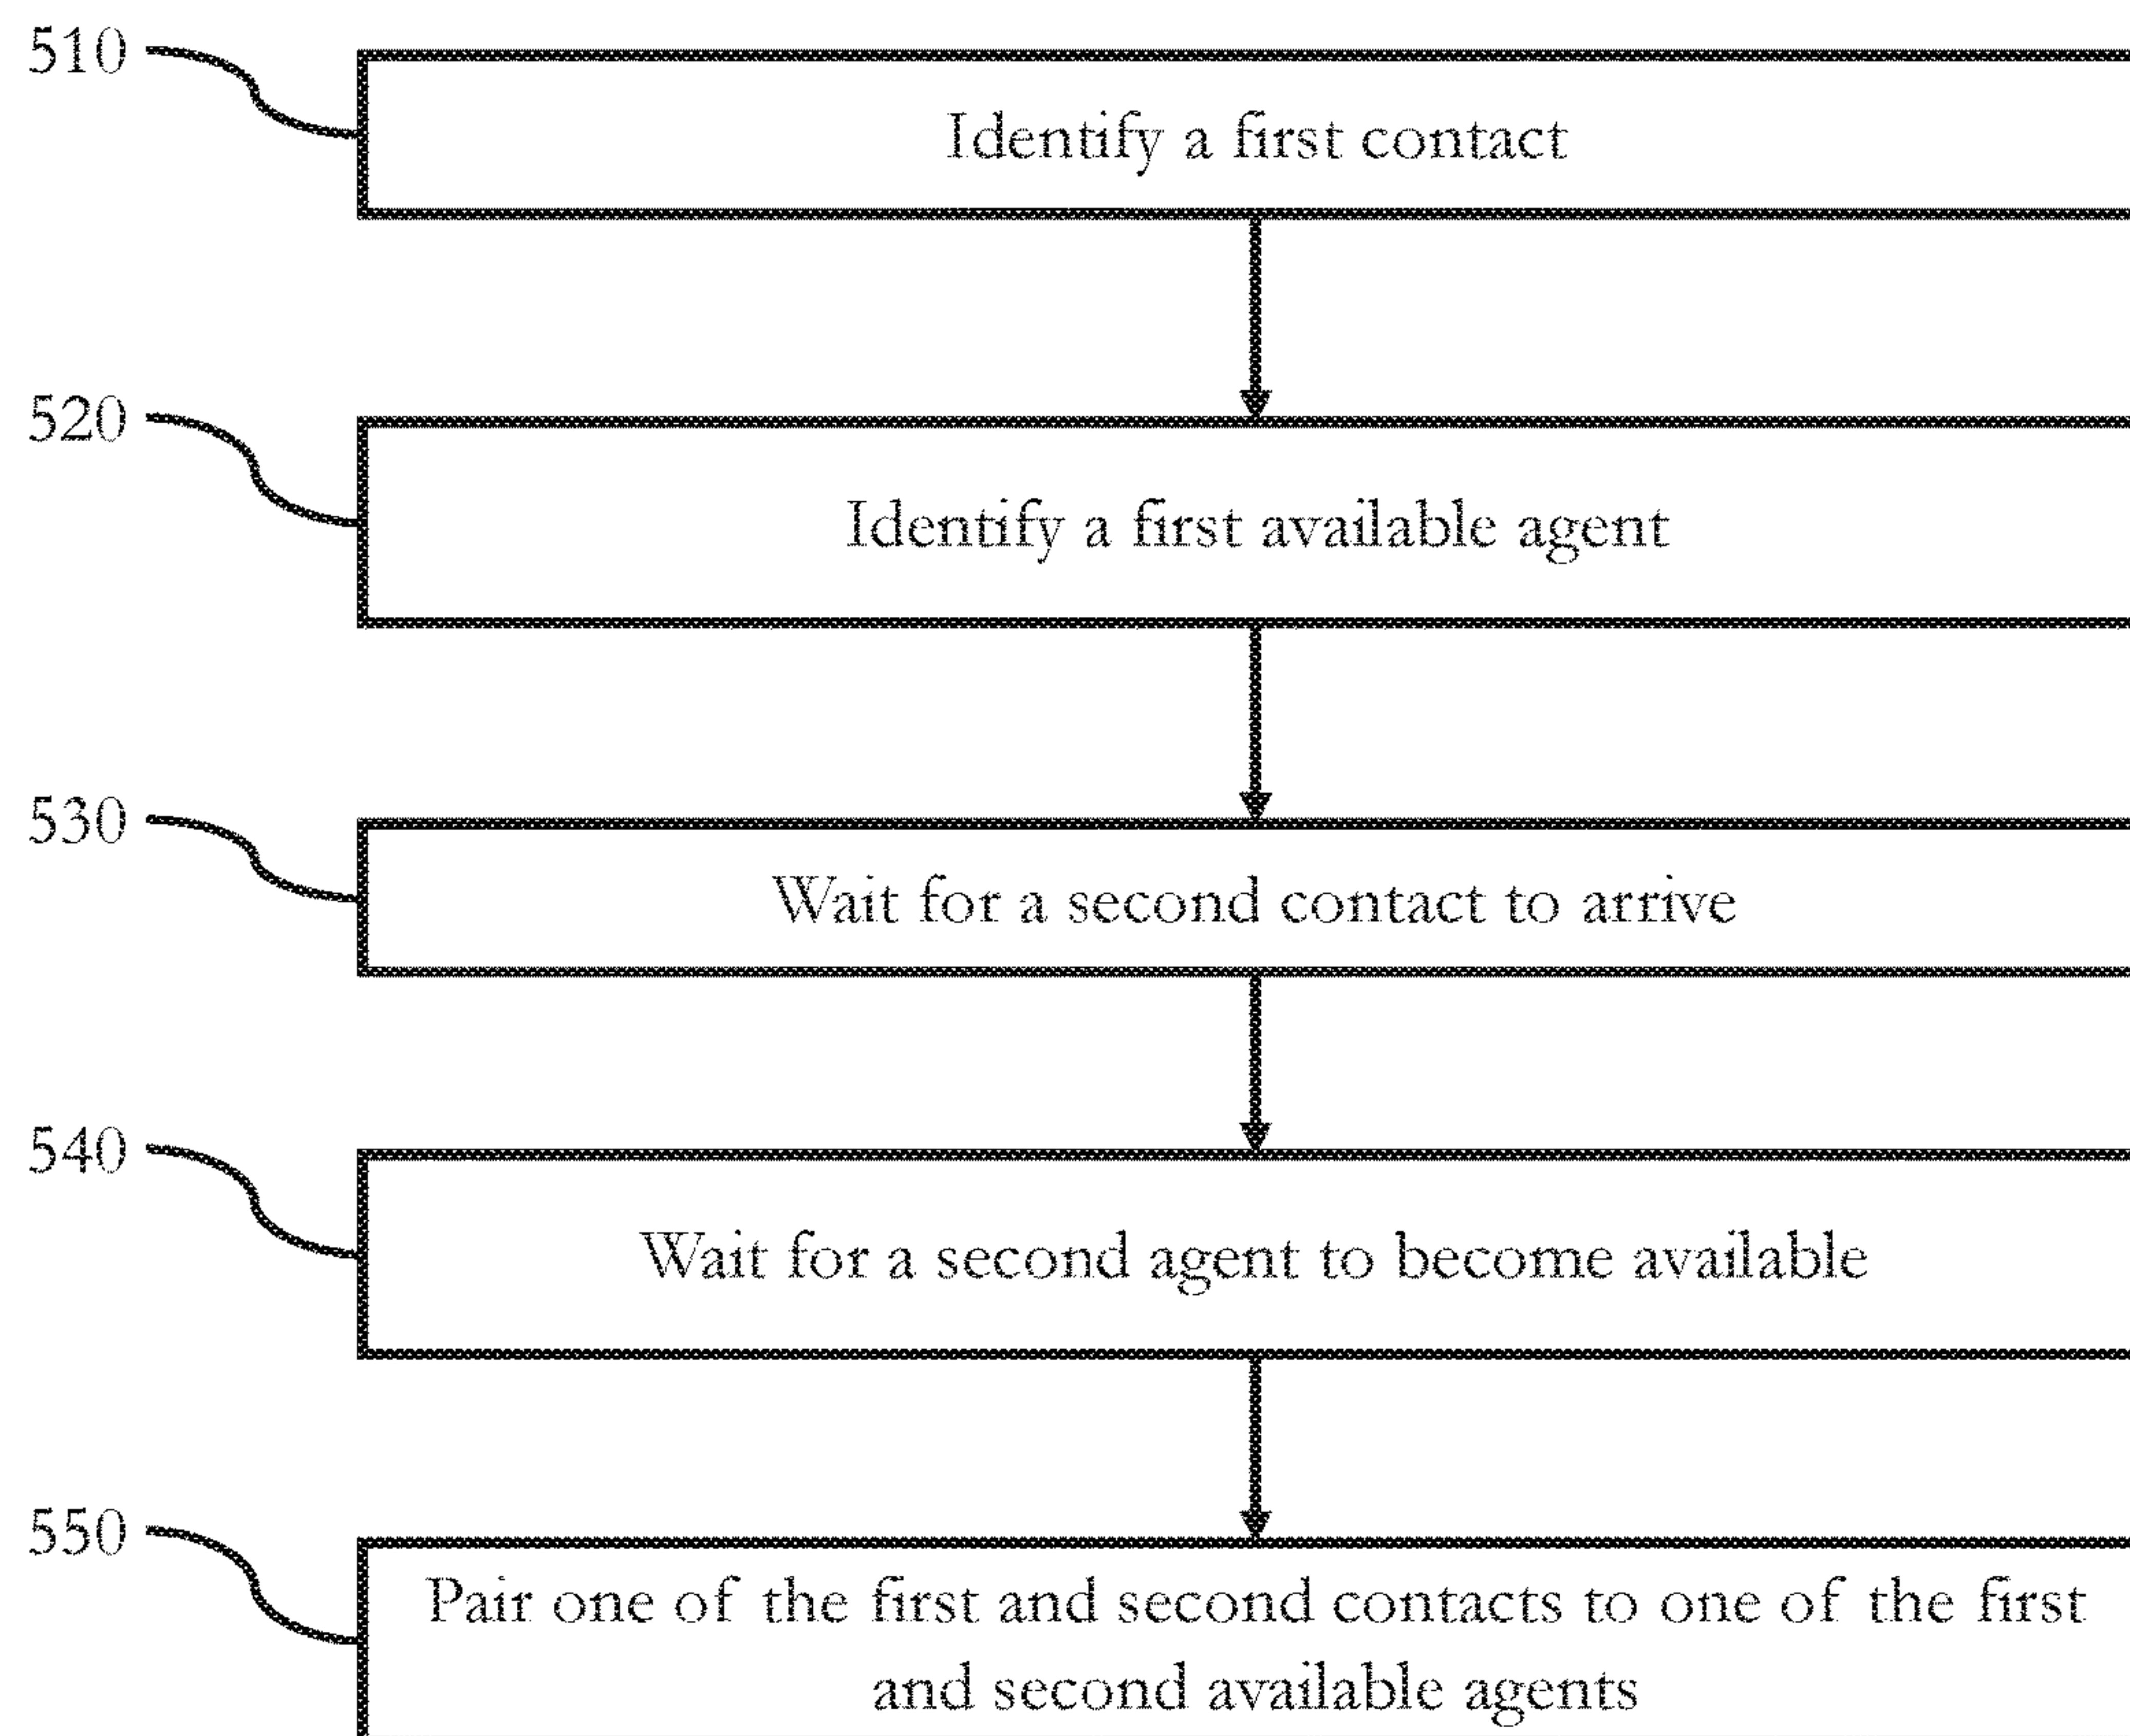 510
Identify a first contact
520
Identify a first available agent
530
Wait for a second contact to arrive
540
Wait for a second agent to become available
550
Pair one of the first and second contacts to one of the first
and second available agents